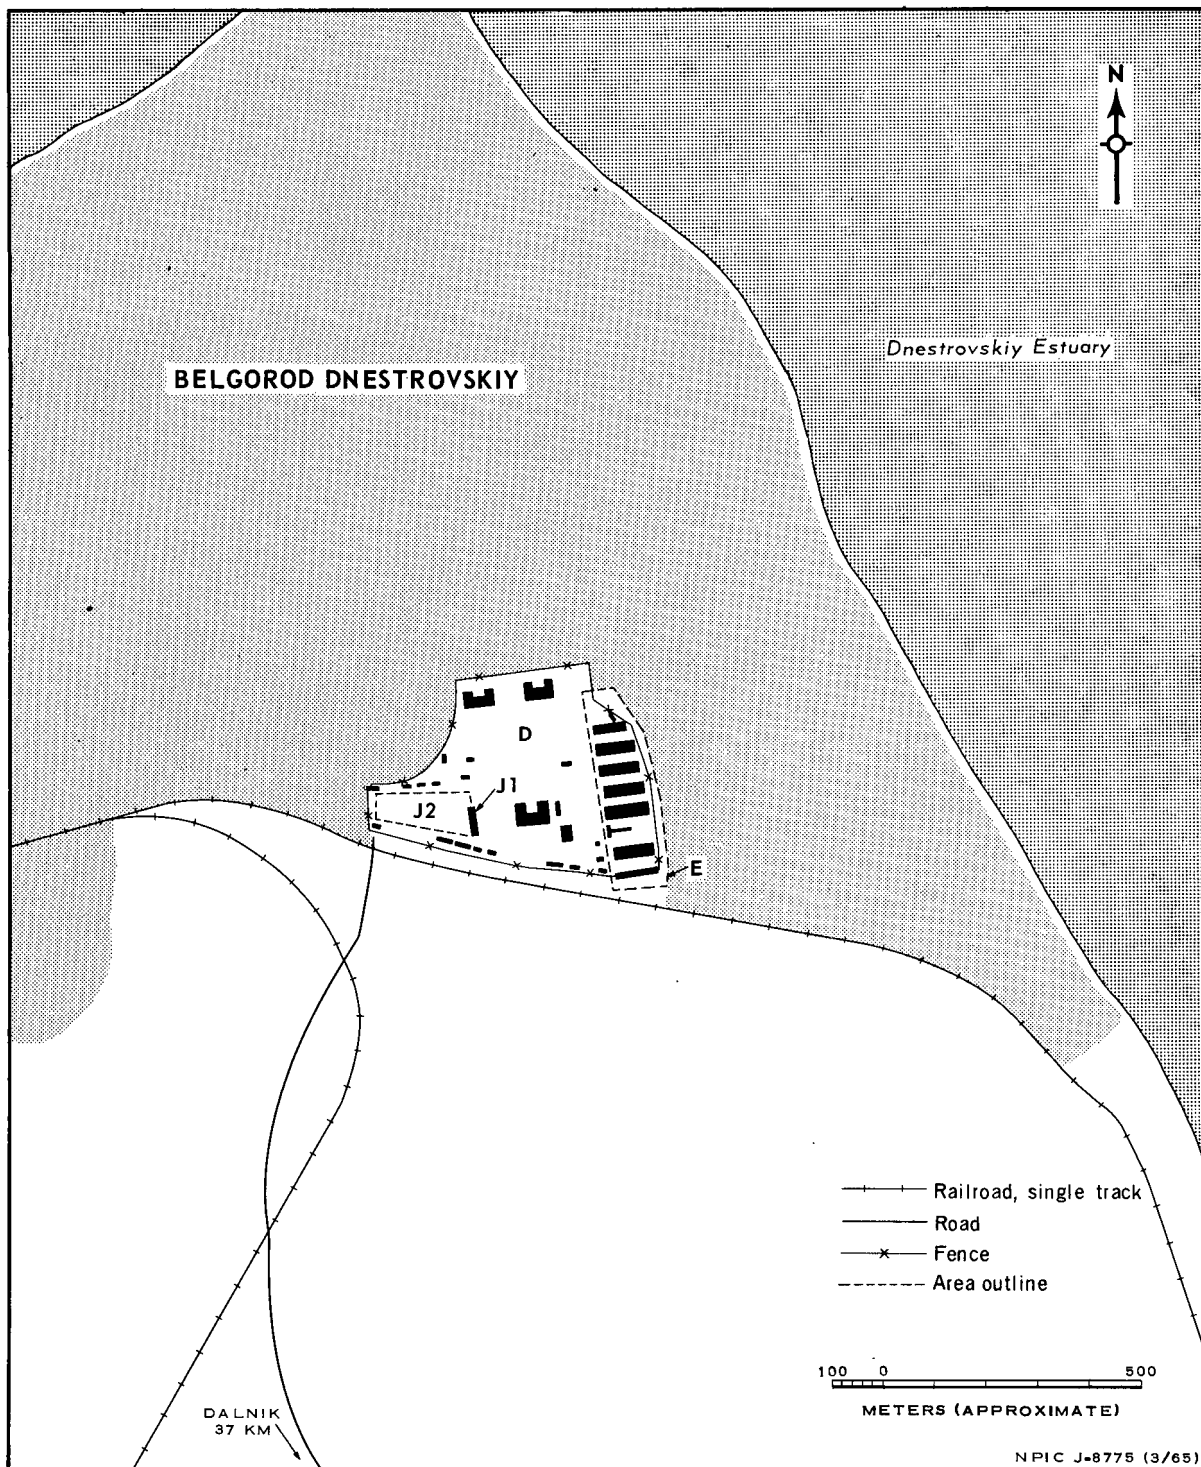 N
Dnestrovskiy Estuary
BELGOROD DNESTROVSKIY
D
J1
J2
E
Railroad, single track
Road
Fence
Area outline
100 0 500
METERS (APPROXIMATE)
DALNIK
37 KM
NPIC J-8775 (3/65)